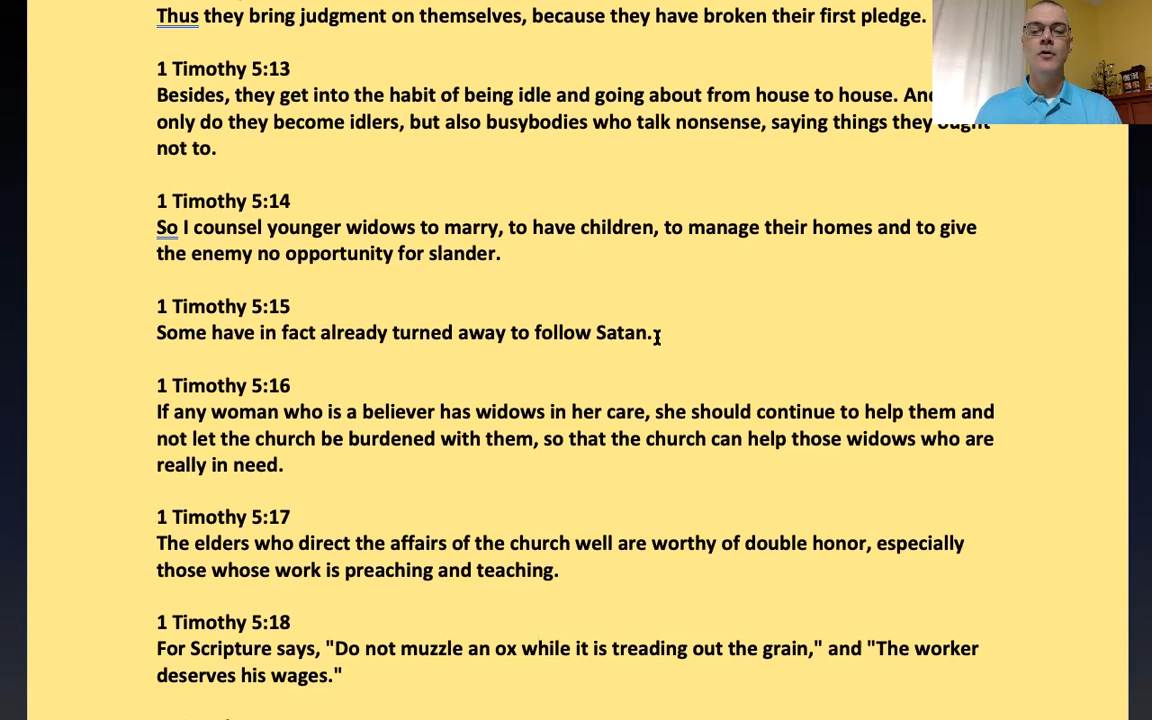 Thus they bring judgment on themselves, because they have broken their first pledge.
1 Timothy 5:13
Besides, they get into the habit of being idle and going about from house to house. And
only do they become idlers, but also busybodies who talk nonsense, saying things they ought
not to.
1 Timothy 5:14
So I counsel younger widows to marry, to have children, to manage their homes and to give
the enemy no opportunity for slander.
1 Timothy 5:15
Some have in fact already turned away to follow Satan.
1 Timothy 5:16
If any woman who is a believer has widows in her care, she should continue to help them and
not let the church be burdened with them, so that the church can help those widows who are
really in need.
1 Timothy 5:17
The elders who direct the affairs of the church well are worthy of double honor, especially
those whose work is preaching and teaching.
1 Timothy 5:18
For Scripture says, "Do not muzzle an ox while it is treading out the grain," and "The worker
deserves his wages."